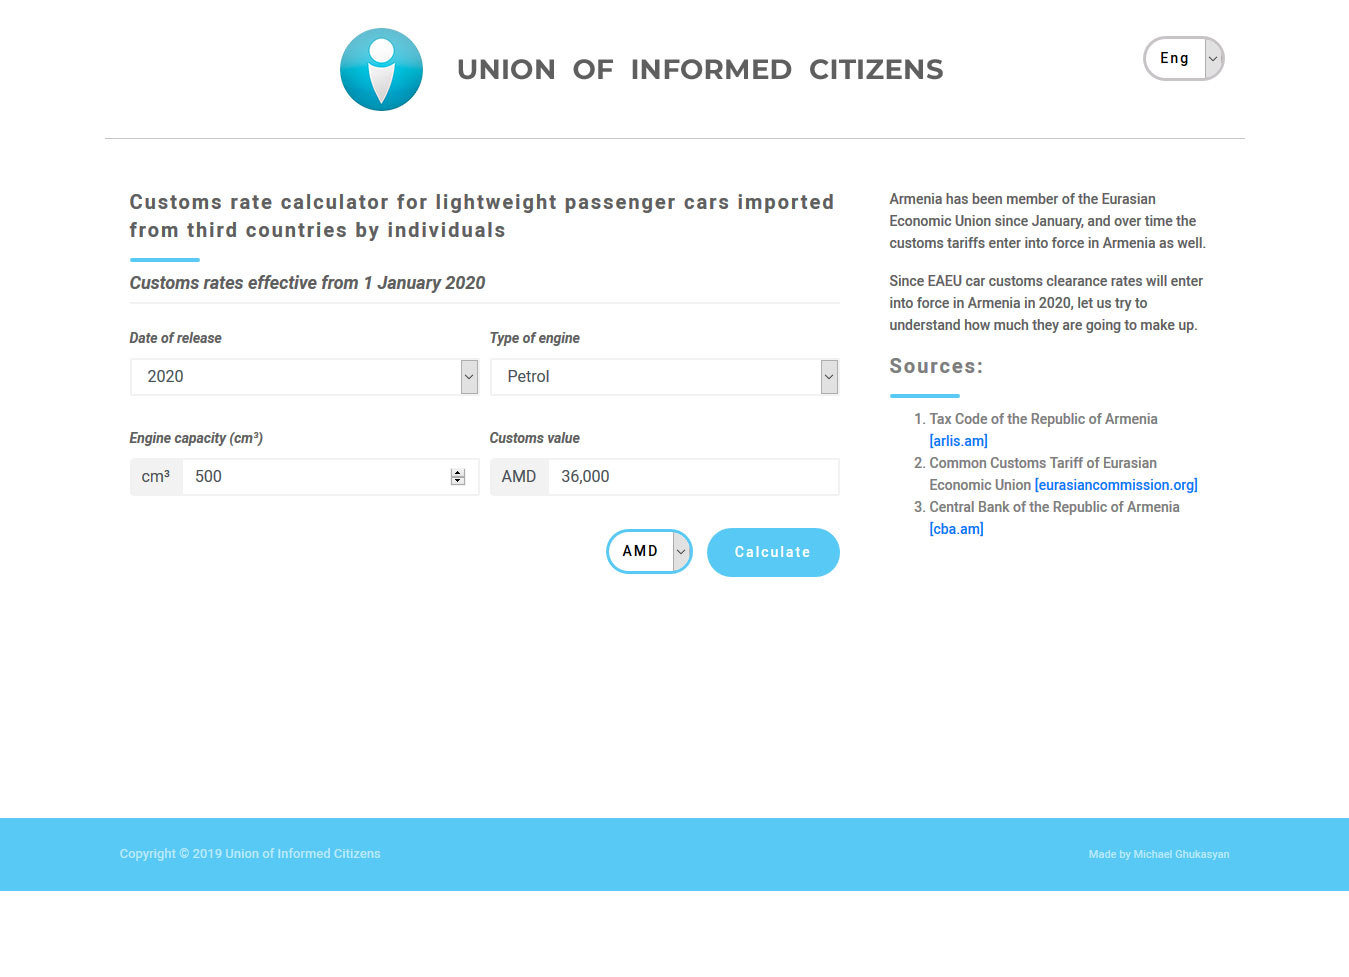 UNION OF INFORMED CITIZENS
Eng
Customs rate calculator for lightweight passenger cars imported
from third countries by individuals
Customs rates effective from 1 January 2020
Date of release
Type of engine
2020
Petrol
Engine capacity (cm³)
Customs value
cm³ 500
AMD 36,000
AMD
Calculate
Armenia has been member of the Eurasian
Economic Union since January, and over time the
customs tariffs enter into force in Armenia as well.
Since EAEU car customs clearance rates will enter
into force in Armenia in 2020, let us try to
understand how much they are going to make up.
Sources:
1. Tax Code of the Republic of Armenia
[arlis.am]
2. Common Customs Tariff of Eurasian
Economic Union [eurasiancommission.org]
3. Central Bank of the Republic of Armenia
[cba.am]
Copyright © 2019 Union of Informed Citizens
Made by Michael Ghukasyan